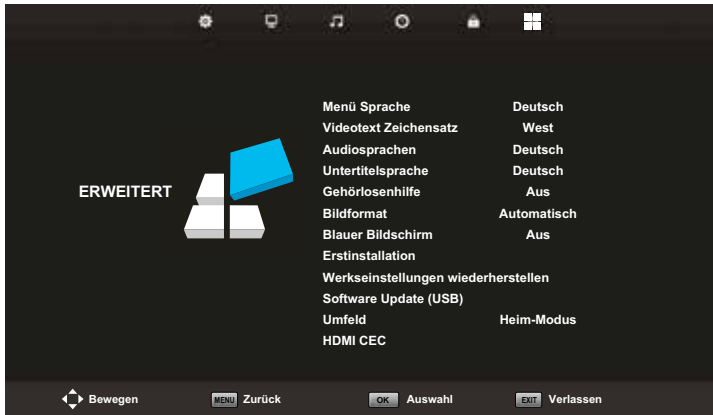 Menü Sprache Deutsch
Videotext Zeichensatz West
Audiosprachen Deutsch
Untertitelsprache Deutsch
ERWEITERT
Gehörlosenhilfe Aus
Bildformat Automatisch
Blauer Bildschirm Aus
Erstinstallation
Werkseinstellungen wiederherstellen
Software Update (USB)
Umfeld Heim-Modus
HDMI CEC
Bewegen MENU Zurück OK Auswahl EXIT Verlassen